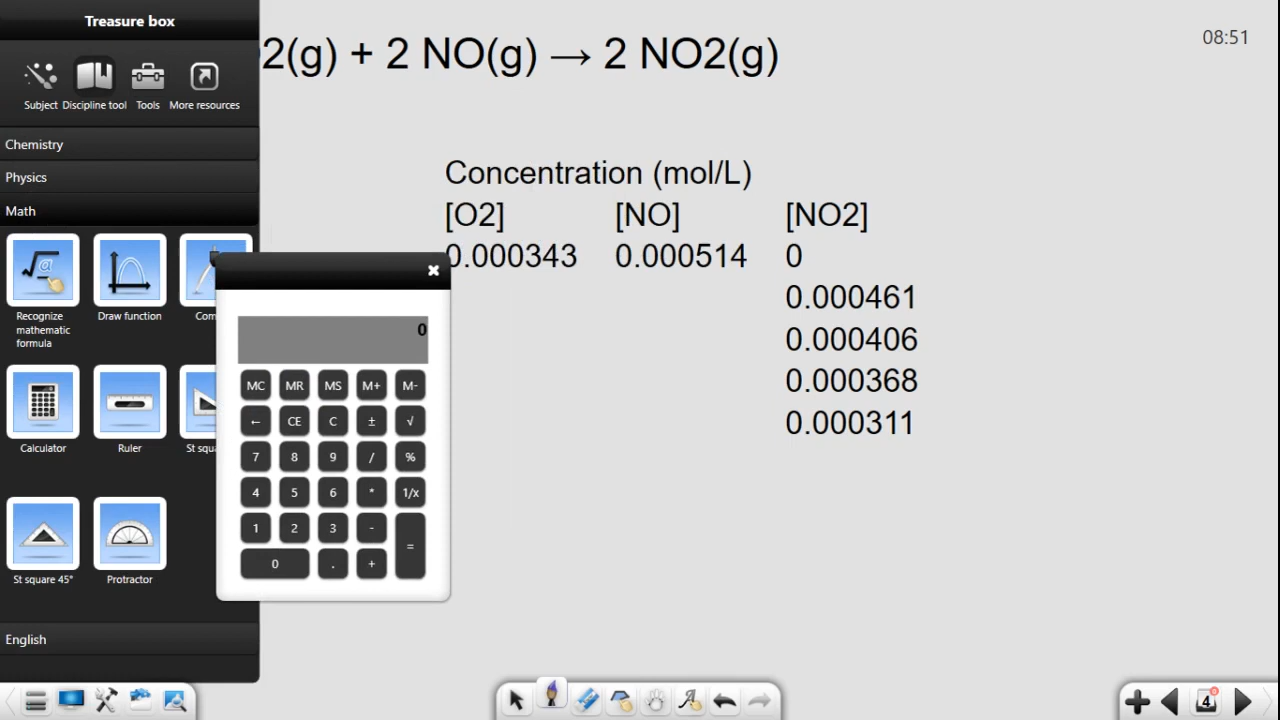 Treasure box
08:51
2(g) + 2 NO(g) → 2 NO2(g)
Subject Discipline tool Tools More resources
Chemistry
Physics
Math
Concentration (mol/L)
[O2] [NO] [NO2]
0.000343 0.000514 0
0.000461
0.000406
0.000368
0.000311
Recognize mathematic formula
Draw function
Com
Calculator
Ruler
St squ
St square 45°
Protractor
English
0
MC MR MS M+ M-
← CE C ± √
7 8 9 / %
4 5 6 * 1/x
1 2 3 - =
0 . +
4